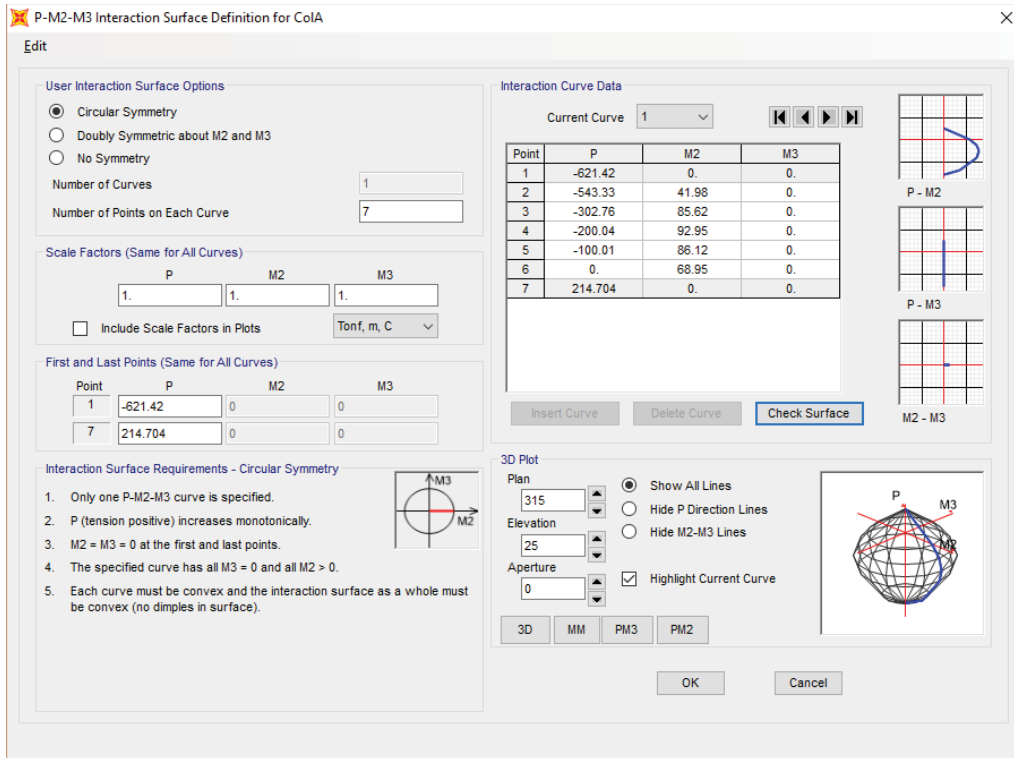 P-M2-M3 Interaction Surface Definition for ColA
Edit
User Interaction Surface Options
Circular Symmetry
Doubly Symmetric about M2 and M3
No Symmetry
Number of Curves 1
Number of Points on Each Curve 7
Scale Factors (Same for All Curves)
P M2 M3
1. 1. 1.
Include Scale Factors in Plots Tonf, m, C
First and Last Points (Same for All Curves)
Point P M2 M3
1 -621.42 0 0
7 214.704 0 0
Interaction Surface Requirements - Circular Symmetry
1. Only one P-M2-M3 curve is specified.
2. P (tension positive) increases monotonically.
3. M2 = M3 = 0 at the first and last points.
4. The specified curve has all M3 = 0 and all M2 > 0.
5. Each curve must be convex and the interaction surface as a whole must
be convex (no dimples in surface).
M3
M2
Interaction Curve Data
Current Curve 1
Point P M2 M3
1 -621.42 0. 0.
2 -543.33 41.98 0.
3 -302.76 85.62 0.
4 -200.04 92.95 0.
5 -100.01 86.12 0.
6 0. 68.95 0.
7 214.704 0. 0.
Insert Curve Delete Curve Check Surface
P - M2
P - M3
M2 - M3
3D Plot
Plan
315
Elevation
25
Aperture
0
Show All Lines
Hide P Direction Lines
Hide M2-M3 Lines
Highlight Current Curve
3D MM PM3 PM2
P
M3
M2
OK Cancel